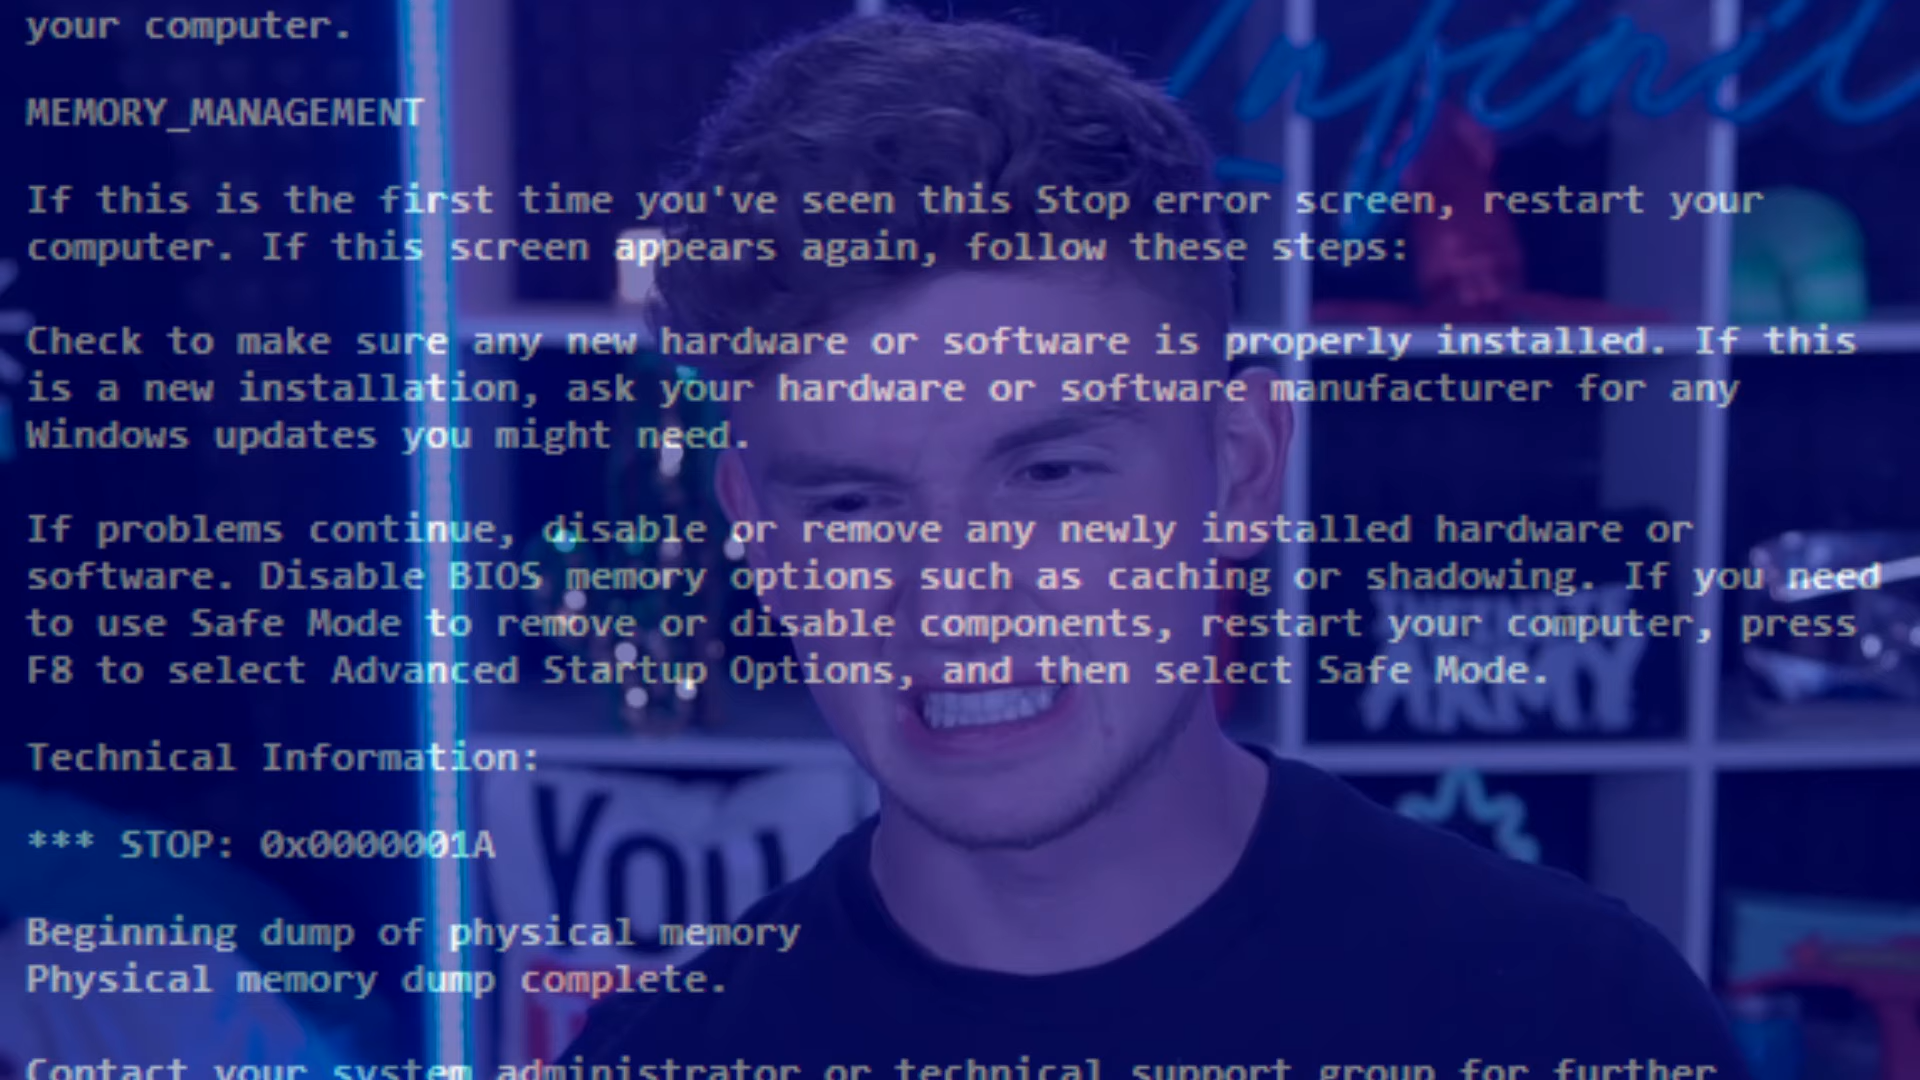 your computer.
MEMORY_MANAGEMENT
If this is the first time you've seen this Stop error screen, restart your
computer. If this screen appears again, follow these steps:
Check to make sure any new hardware or software is properly installed. If this
is a new installation, ask your hardware or software manufacturer for any
Windows updates you might need.
If problems continue, disable or remove any newly installed hardware or
software. Disable BIOS memory options such as caching or shadowing. If you need
to use Safe Mode to remove or disable components, restart your computer, press
F8 to select Advanced Startup Options, and then select Safe Mode.
Technical Information:
*** STOP: 0x0000001A
Beginning dump of physical memory
Physical memory dump complete.
Contact your system administrator or technical support group for further
Infinit
ARMY
You